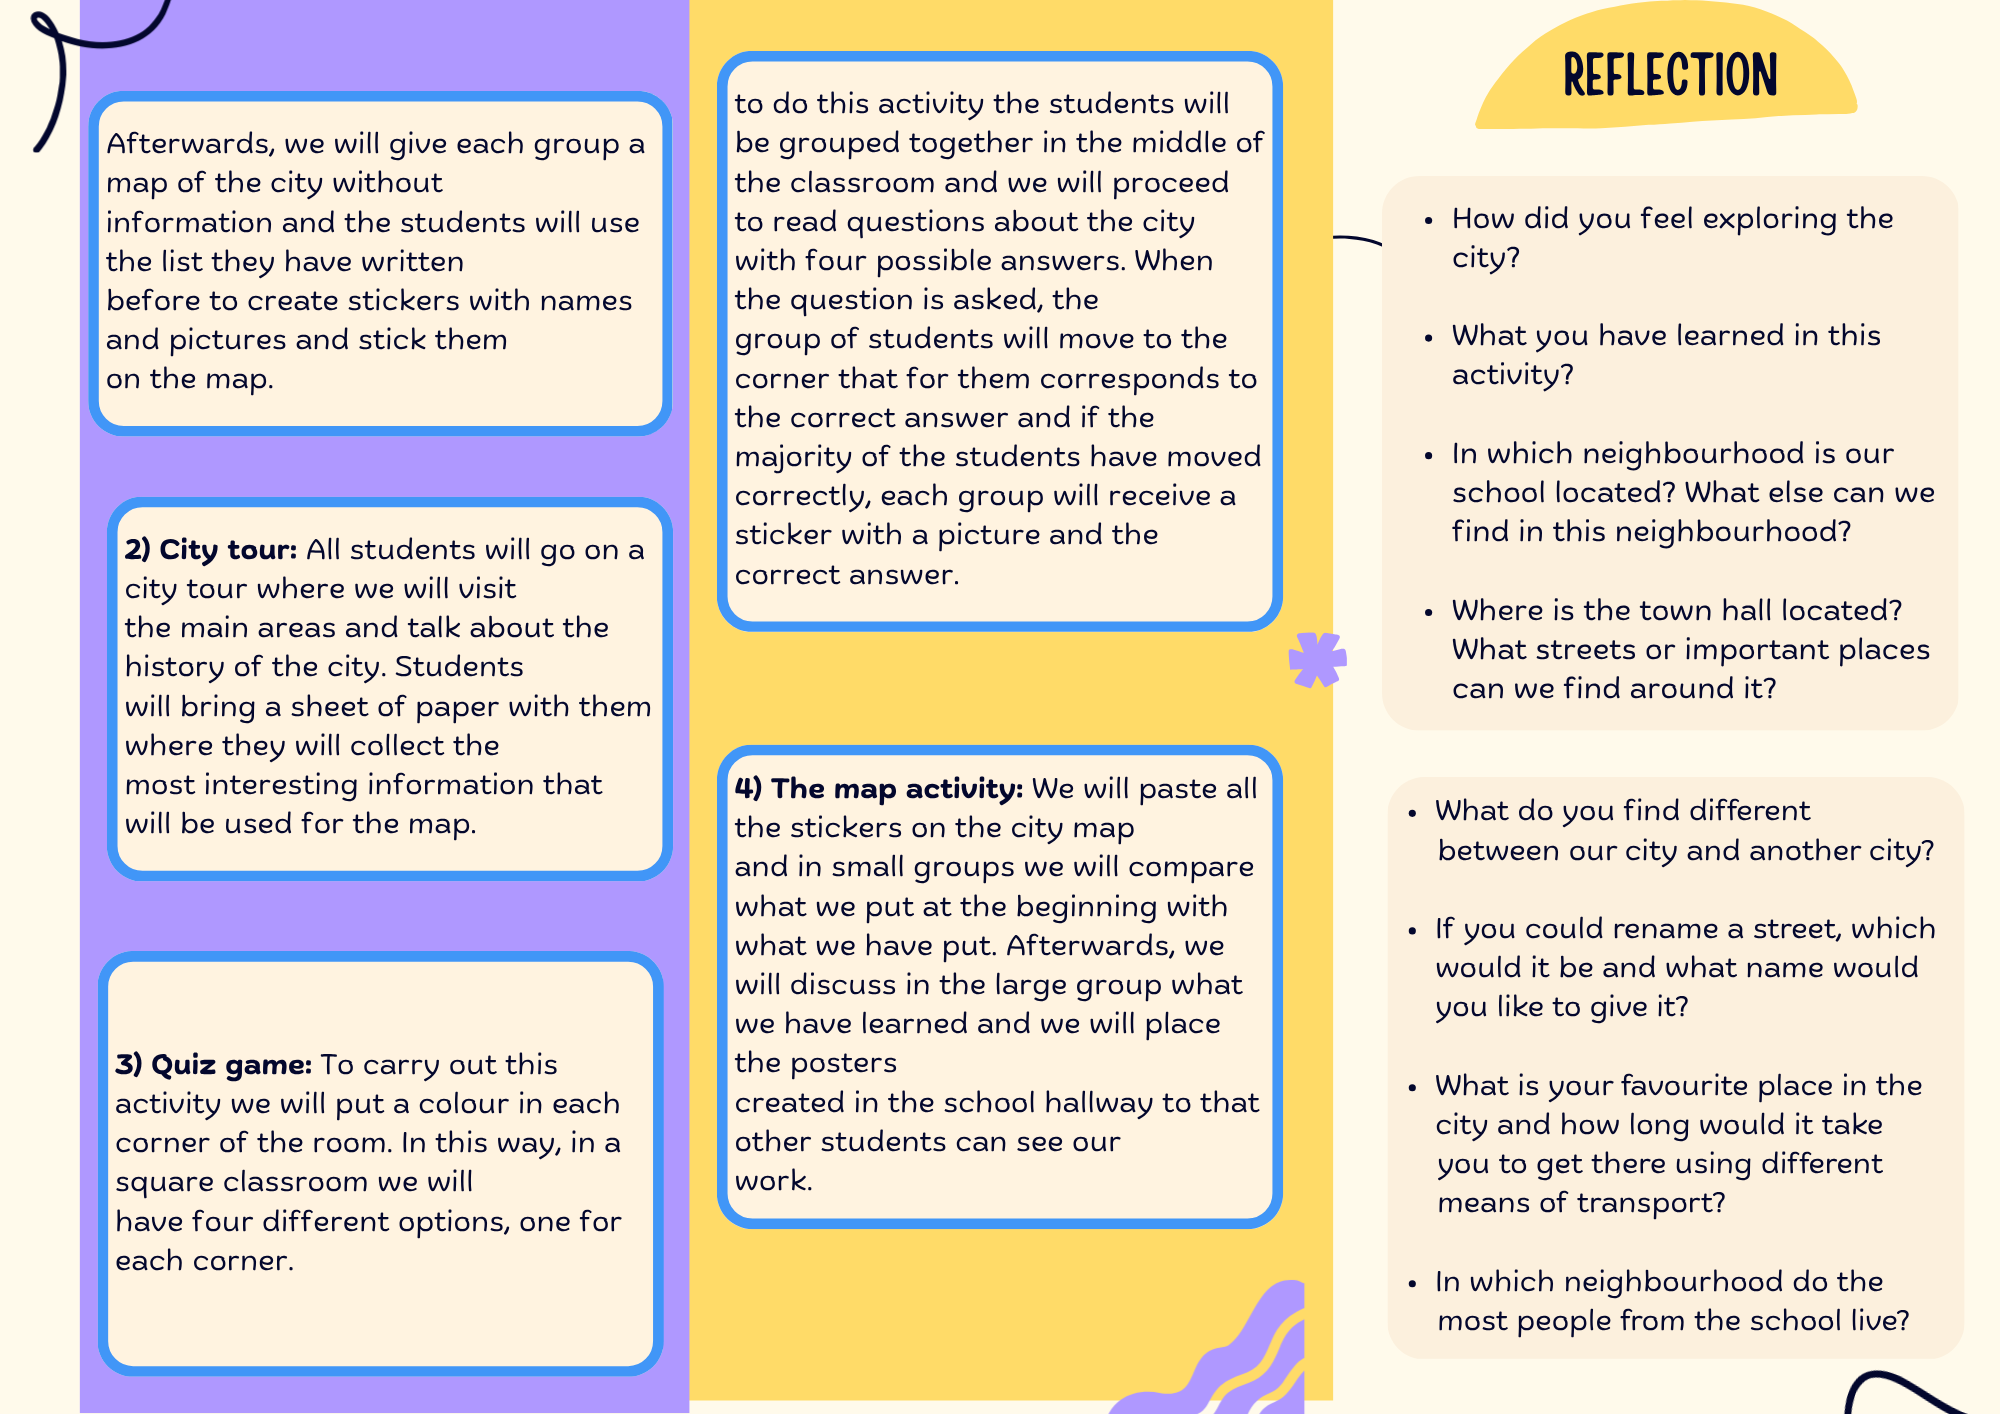 Afterwards, we will give each group a
map of the city without
information and the students will use
the list they have written
before to create stickers with names
and pictures and stick them
on the map.
2) City tour: All students will go on a
city tour where we will visit
the main areas and talk about the
history of the city. Students
will bring a sheet of paper with them
where they will collect the
most interesting information that
will be used for the map.
3) Quiz game: To carry out this
activity we will put a colour in each
corner of the room. In this way, in a
square classroom we will
have four different options, one for
each corner.
to do this activity the students will
be grouped together in the middle of
the classroom and we will proceed
to read questions about the city
with four possible answers. When
the question is asked, the
group of students will move to the
corner that for them corresponds to
the correct answer and if the
majority of the students have moved
correctly, each group will receive a
sticker with a picture and the
correct answer.
4) The map activity: We will paste all
the stickers on the city map
and in small groups we will compare
what we put at the beginning with
what we have put. Afterwards, we
will discuss in the large group what
we have learned and we will place
the posters
created in the school hallway to that
other students can see our
work.
REFLECTION
• How did you feel exploring the
city?
• What you have learned in this
activity?
• In which neighbourhood is our
school located? What else can we
find in this neighbourhood?
• Where is the town hall located?
What streets or important places
can we find around it?
• What do you find different
between our city and another city?
• If you could rename a street, which
would it be and what name would
you like to give it?
• What is your favourite place in the
city and how long would it take
you to get there using different
means of transport?
• In which neighbourhood do the
most people from the school live?